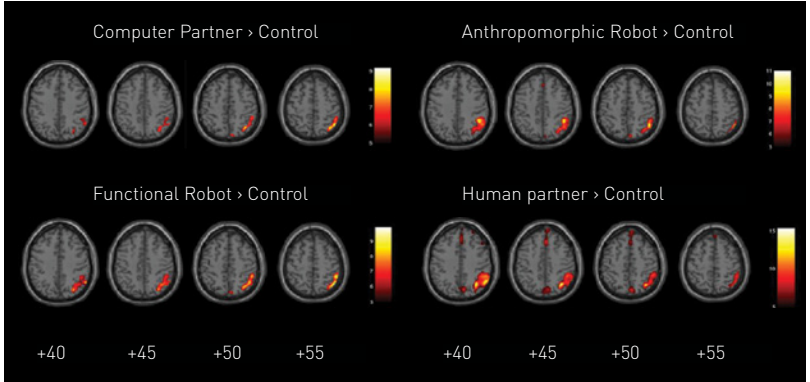 Computer Partner › Control
Anthropomorphic Robot › Control
Functional Robot › Control
Human partner › Control
+40 +45 +50 +55
+40 +45 +50 +55